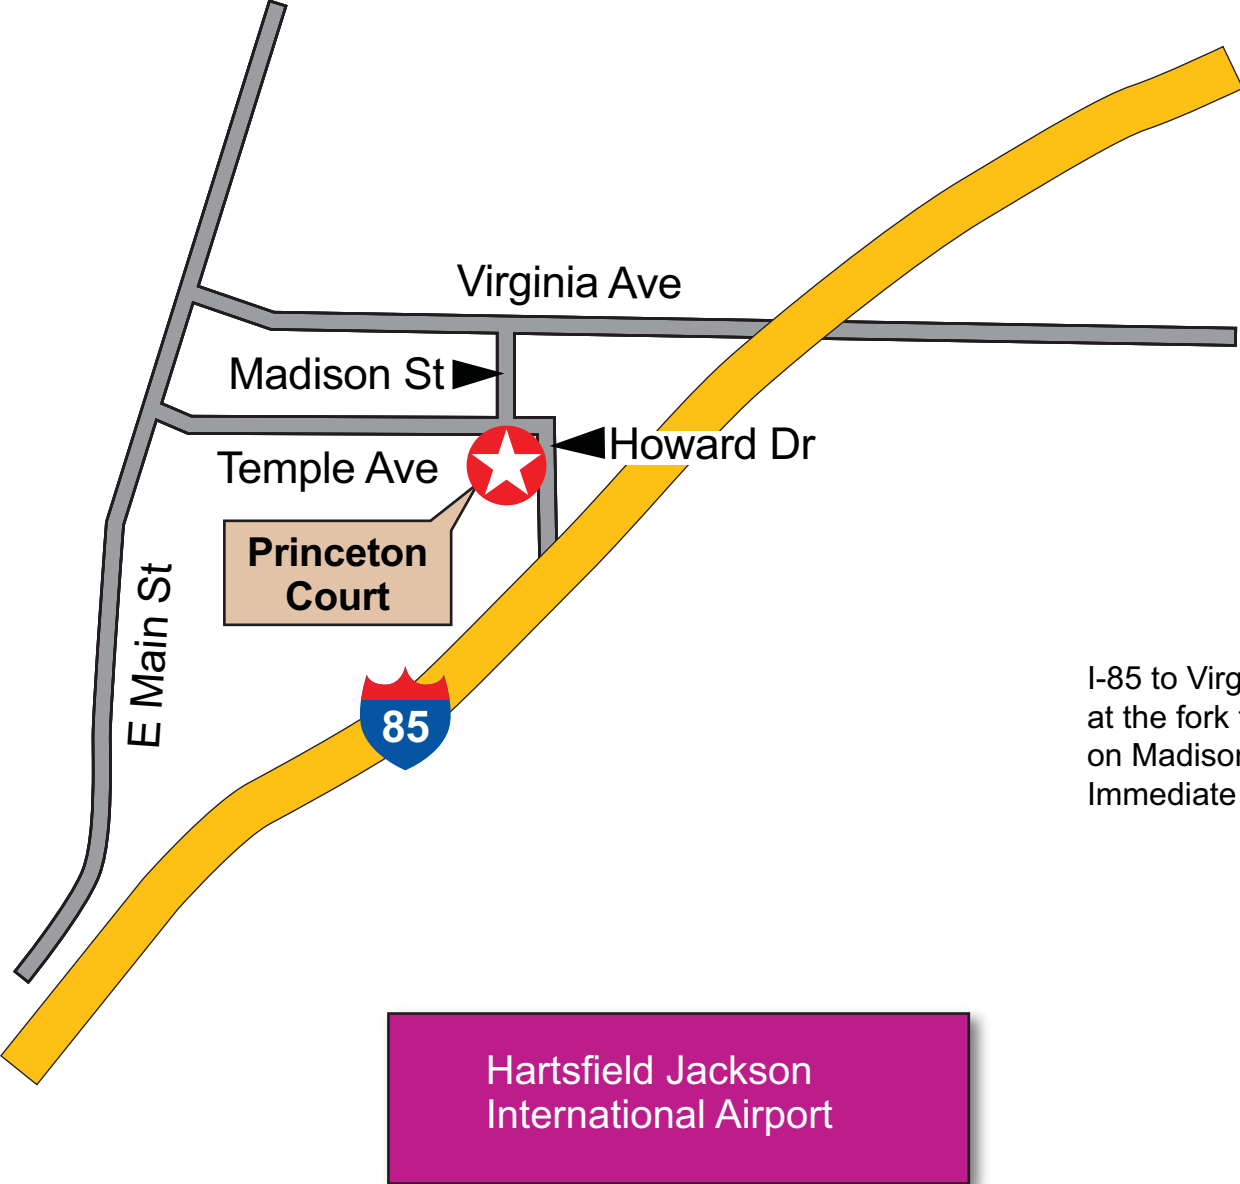 Virginia Ave
Madison St
Howard Dr
Temple Ave
Princeton
Court
E Main St
85
I-85 to
at the fork
on
Immediate
Hartsfield Jackson
International Airport